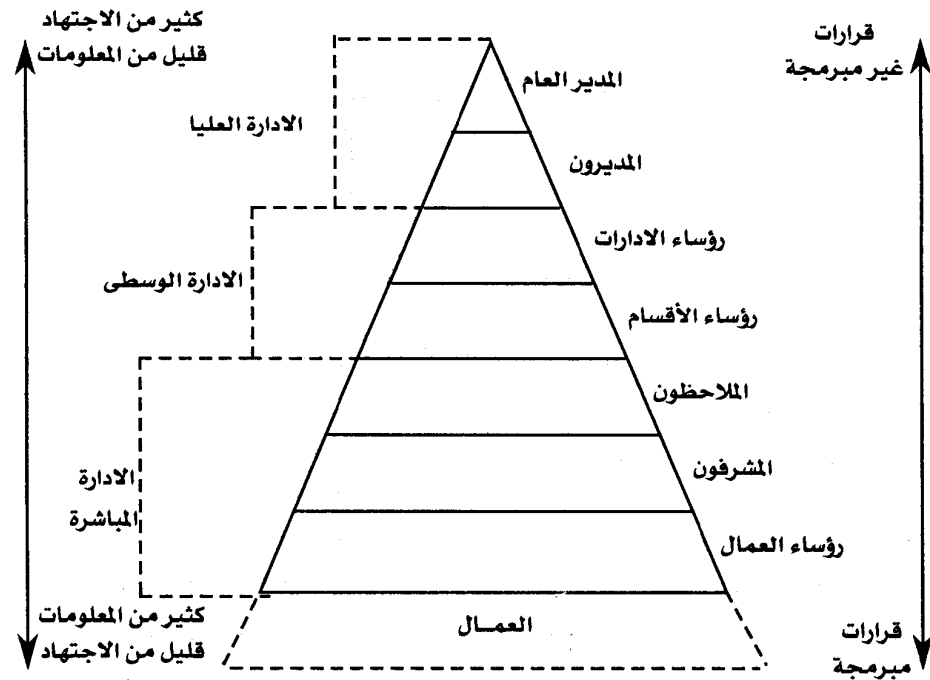 كثير من الاجتهاد
قليل من المعلومات
قرارات
غير مبرمجة
المدير العام
الادارة العليا
المديرون
رؤساء الادارات
الادارة الوسطى
رؤساء الأقسام
الملاحظون
المشرفون
الادارة
المباشرة
رؤساء العمال
كثير من المعلومات
قليل من الاجتهاد
العمــال
قرارات
مبرمجة